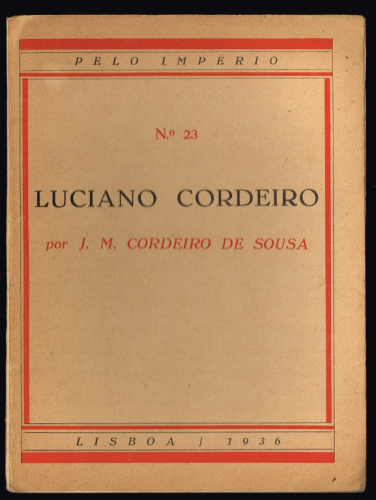 PELO IMPÉRIO
N.º 23
LUCIANO CORDEIRO
por J. M. CORDEIRO DE SOUSA
LISBOA / 1936